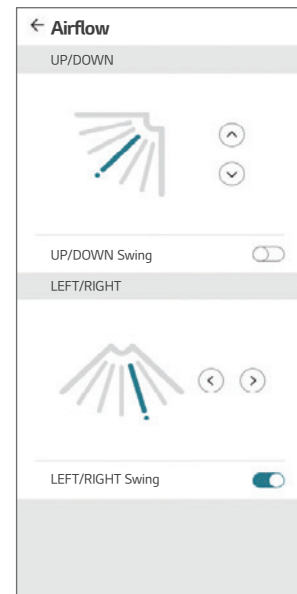 Airflow
UP/DOWN
UP/DOWN Swing
LEFT/RIGHT
LEFT/RIGHT Swing